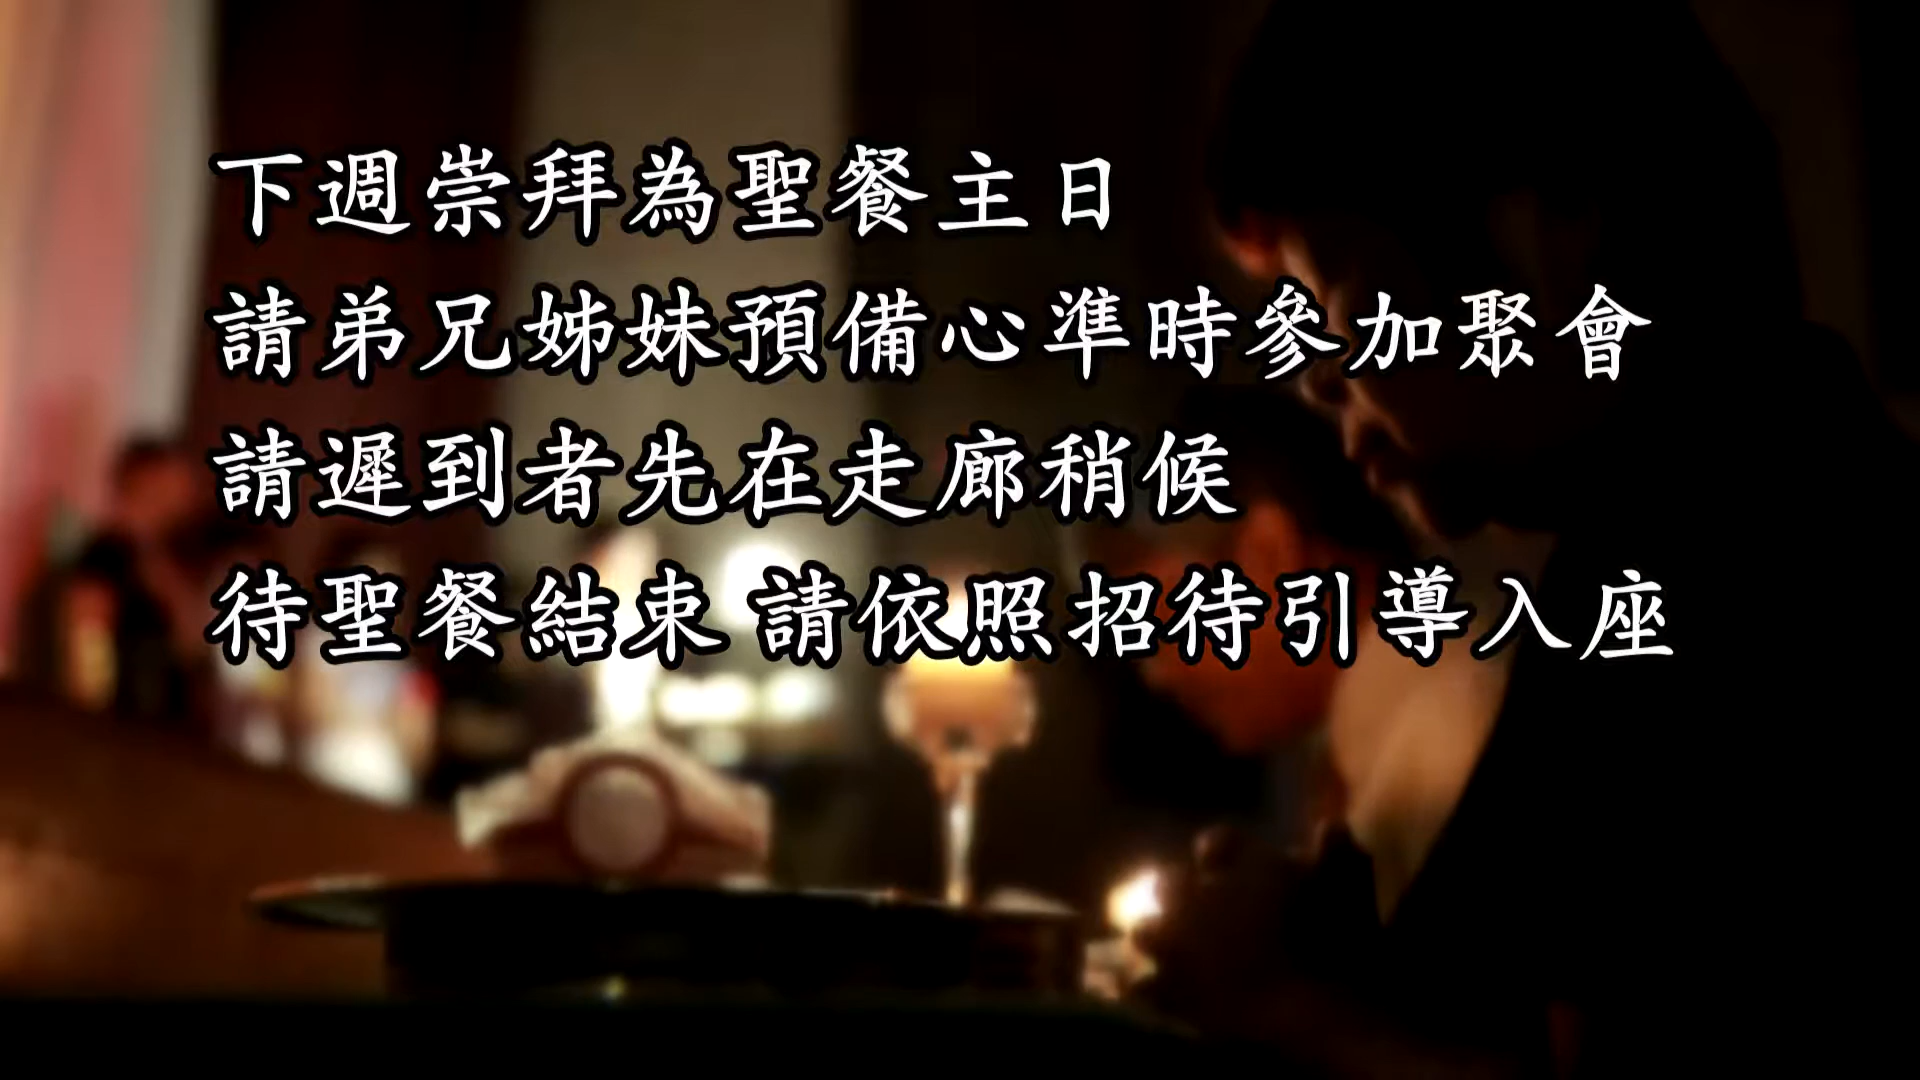 下週崇拜為聖餐主日
請弟兄姊妹預備心準時參加聚會
請遲到者先在走廊稍候
待聖餐結束 請依照招待引導入座